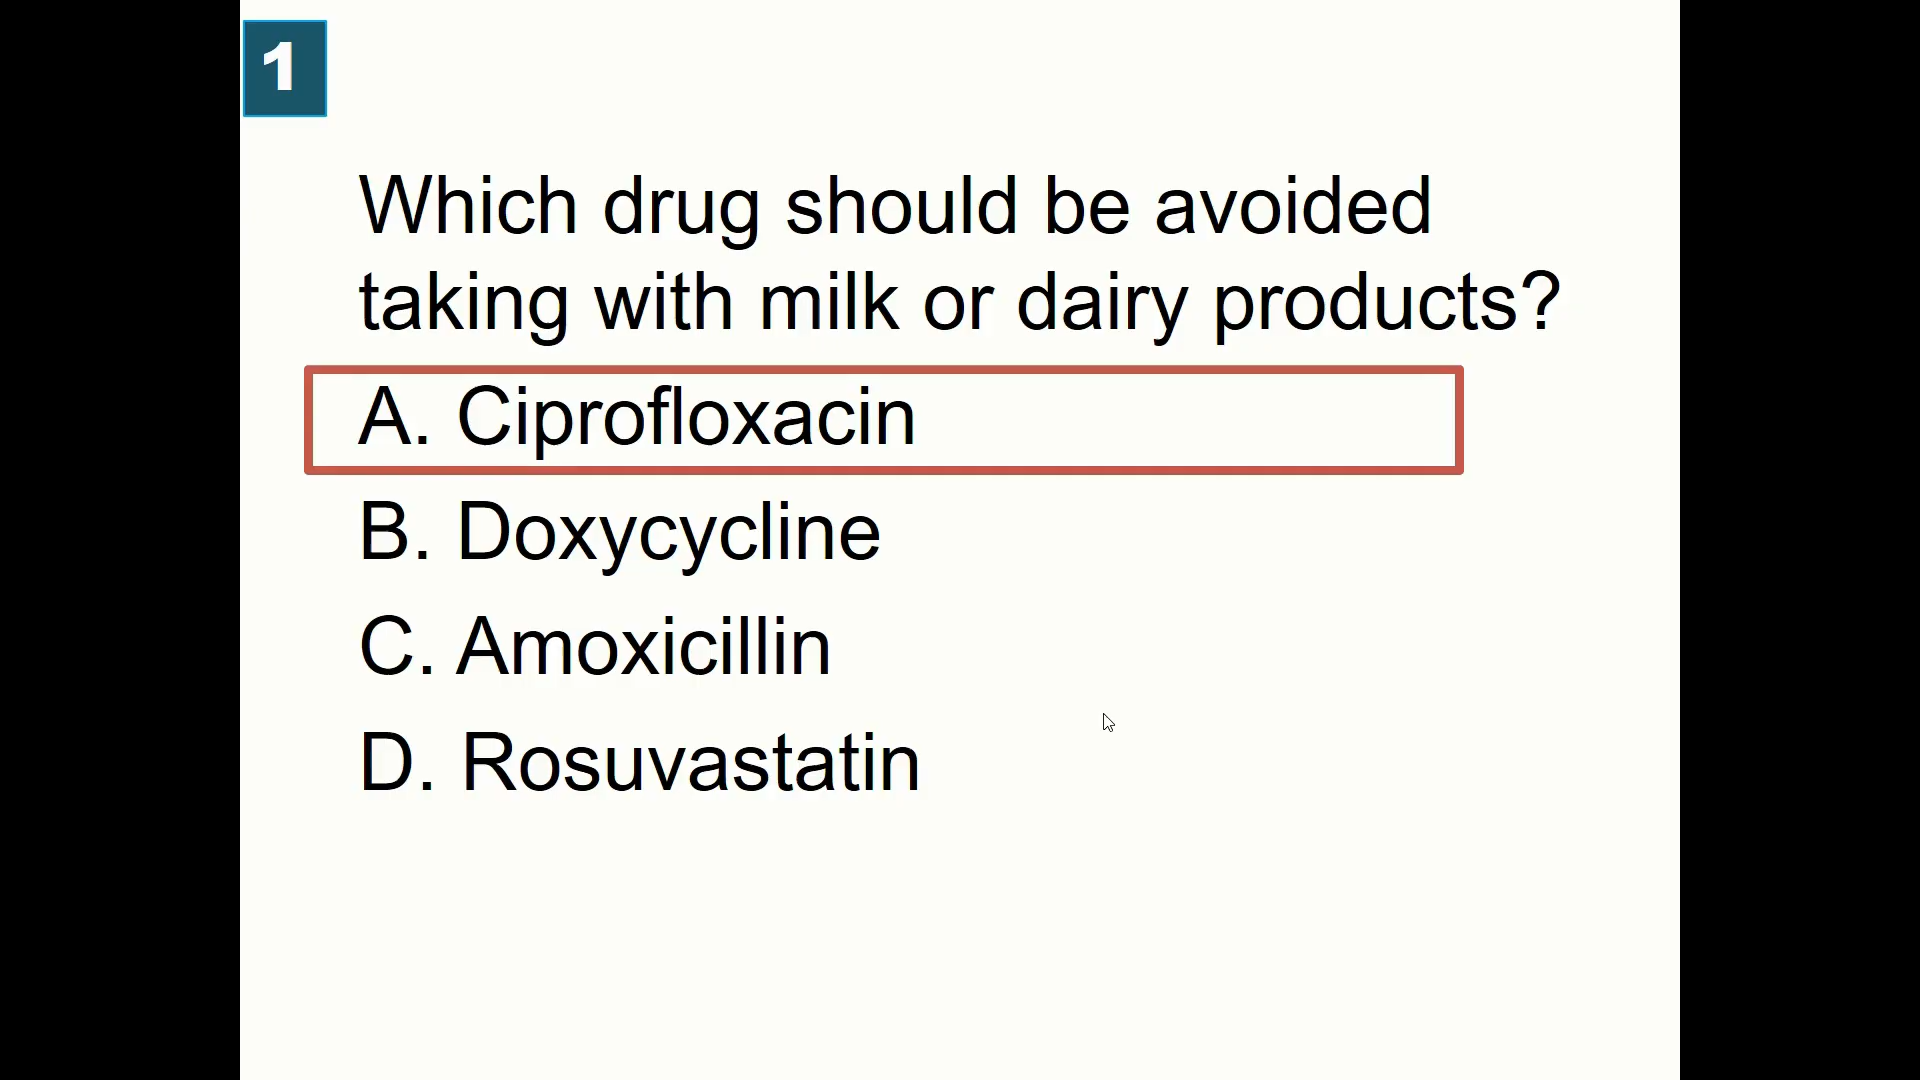 1
Which drug should be avoided
taking with milk or dairy products?
A. Ciprofloxacin
B. Doxycycline
C. Amoxicillin
D. Rosuvastatin